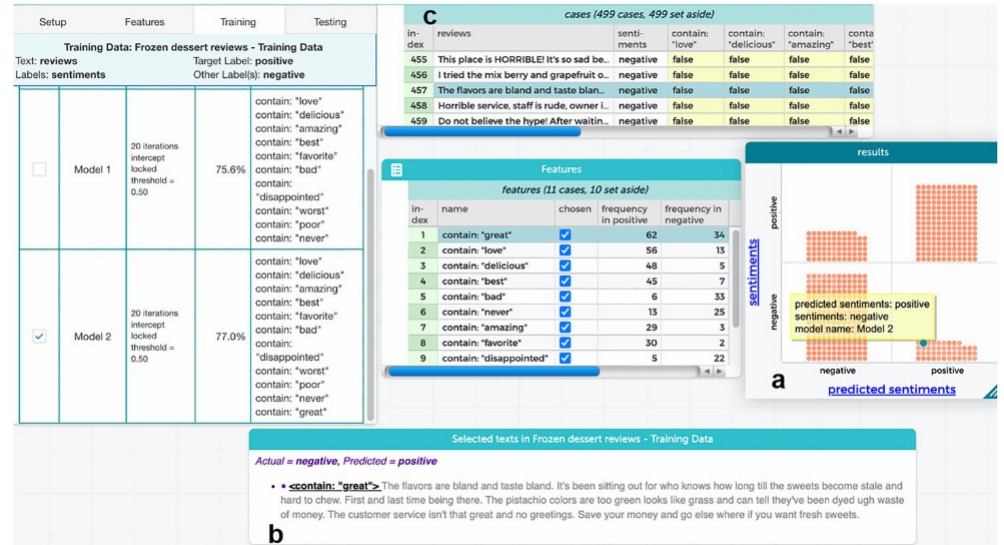 Setup Features Training Testing
Training Data: Frozen dessert reviews - Training Data
Text: reviews Target Label: positive
Labels: sentiments Other Label(s): negative
Model 1
20 iterations
intercept
locked
threshold =
0.50
75.6%
contain: "love"
contain: "delicious"
contain: "amazing"
contain: "best"
contain: "favorite"
contain: "bad"
contain:
"disappointed"
contain: "worst"
contain: "poor"
contain: "never"
Model 2
20 iterations
intercept
locked
threshold =
0.50
77.0%
contain: "love"
contain: "delicious"
contain: "amazing"
contain: "best"
contain: "favorite"
contain: "bad"
contain:
"disappointed"
contain: "worst"
contain: "poor"
contain: "never"
contain: "great"
c
cases (499 cases, 499 set aside)
in-dex reviews senti-ments contain: "love" contain: "delicious" contain: "amazing" conta "best"
455 This place is HORRIBLE! It's so sad be... negative false false false false
456 I tried the mix berry and grapefruit o... negative false false false false
457 The flavors are bland and taste blan... negative false false false false
458 Horrible service, staff is rude, owner i... negative false false false false
459 Do not believe the hype! After waitin... negative false false false false
Features
features (11 cases, 10 set aside)
in-dex name chosen frequency in positive frequency in negative
1 contain: "great" 62 34
2 contain: "love" 56 13
3 contain: "delicious" 48 5
4 contain: "best" 45 7
5 contain: "bad" 6 33
6 contain: "never" 13 25
7 contain: "amazing" 29 3
8 contain: "favorite" 30 2
9 contain: "disappointed" 5 22
results
positive
sentiments
negative
predicted sentiments: positive
sentiments: negative
model name: Model 2
negative positive
a
predicted sentiments
Selected texts in Frozen dessert reviews - Training Data
Actual = negative, Predicted = positive
<contain: "great"> The flavors are bland and taste bland. It's been sitting out for who knows how long till the sweets become stale and
hard to chew. First and last time being there. The pistachio colors are too green looks like grass and can tell they've been dyed ugh waste
of money. The customer service isn't that great and no greetings. Save your money and go else where if you want fresh sweets.
b